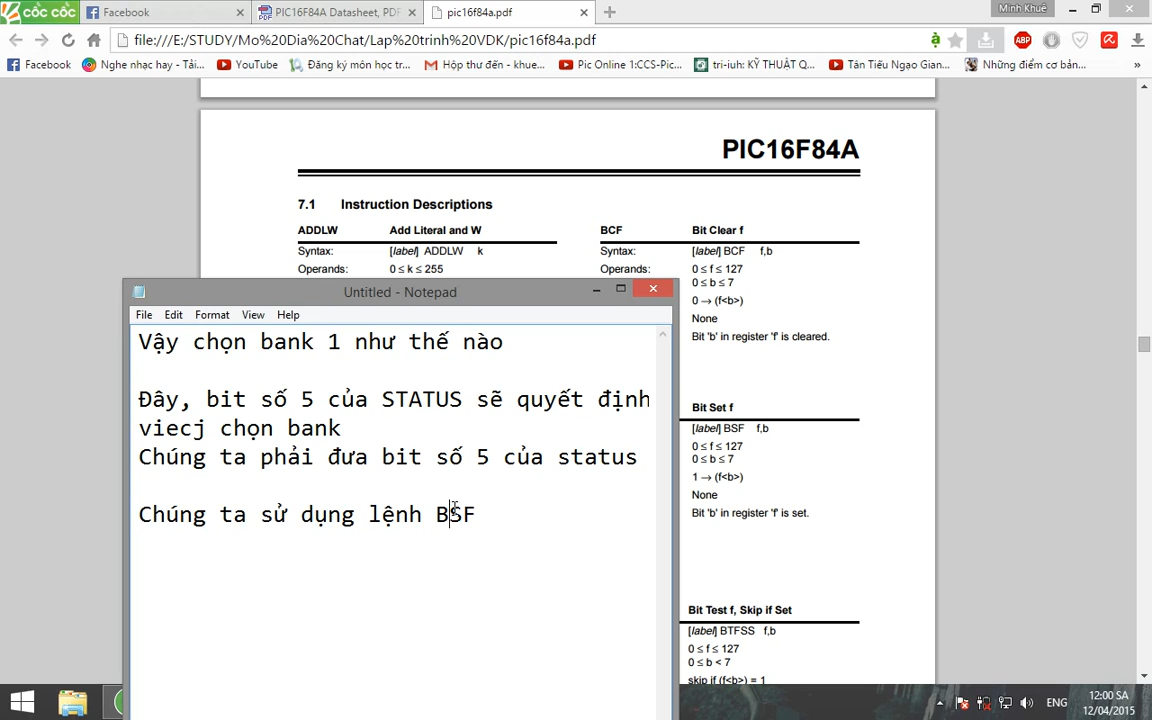 cốc cốc
Facebook
PIC16F84A Datasheet, PDF
pic16f84a.pdf
Minh Khuê
file:///E:/STUDY/Mo%20Dia%20Chat/Lap%20trinh%20VDK/pic16f84a.pdf
Facebook
Nghe nhạc hay - Tải...
YouTube
Đăng ký môn học tr...
Hộp thư đến - khue...
Pic Online 1:CCS-Pic...
tri-iuh: KỸ THUẬT Q...
Tân Tiếu Ngạo Gian...
Những điểm cơ bản...
»
PIC16F84A
7.1 Instruction Descriptions
ADDLW Add Literal and W
Syntax: [label] ADDLW k
Operands: 0 ≤ k ≤ 255
BCF Bit Clear f
Syntax: [label] BCF f,b
Operands: 0 ≤ f ≤ 127
0 ≤ b ≤ 7
0 → (f<b>)
None
Bit 'b' in register 'f' is cleared.
Bit Set f
[label] BSF f,b
0 ≤ f ≤ 127
0 ≤ b ≤ 7
1 → (f<b>)
None
Bit 'b' in register 'f' is set.
Bit Test f, Skip if Set
[label] BTFSS f,b
0 ≤ f ≤ 127
0 ≤ b < 7
skip if (f<b>) = 1
Untitled - Notepad
File Edit Format View Help
Vậy chọn bank 1 như thế nào
Đây, bit số 5 của STATUS sẽ quyết định
viecj chọn bank
Chúng ta phải đưa bit số 5 của status
Chúng ta sử dụng lệnh BSF
ENG
12:00 SA
12/04/2015